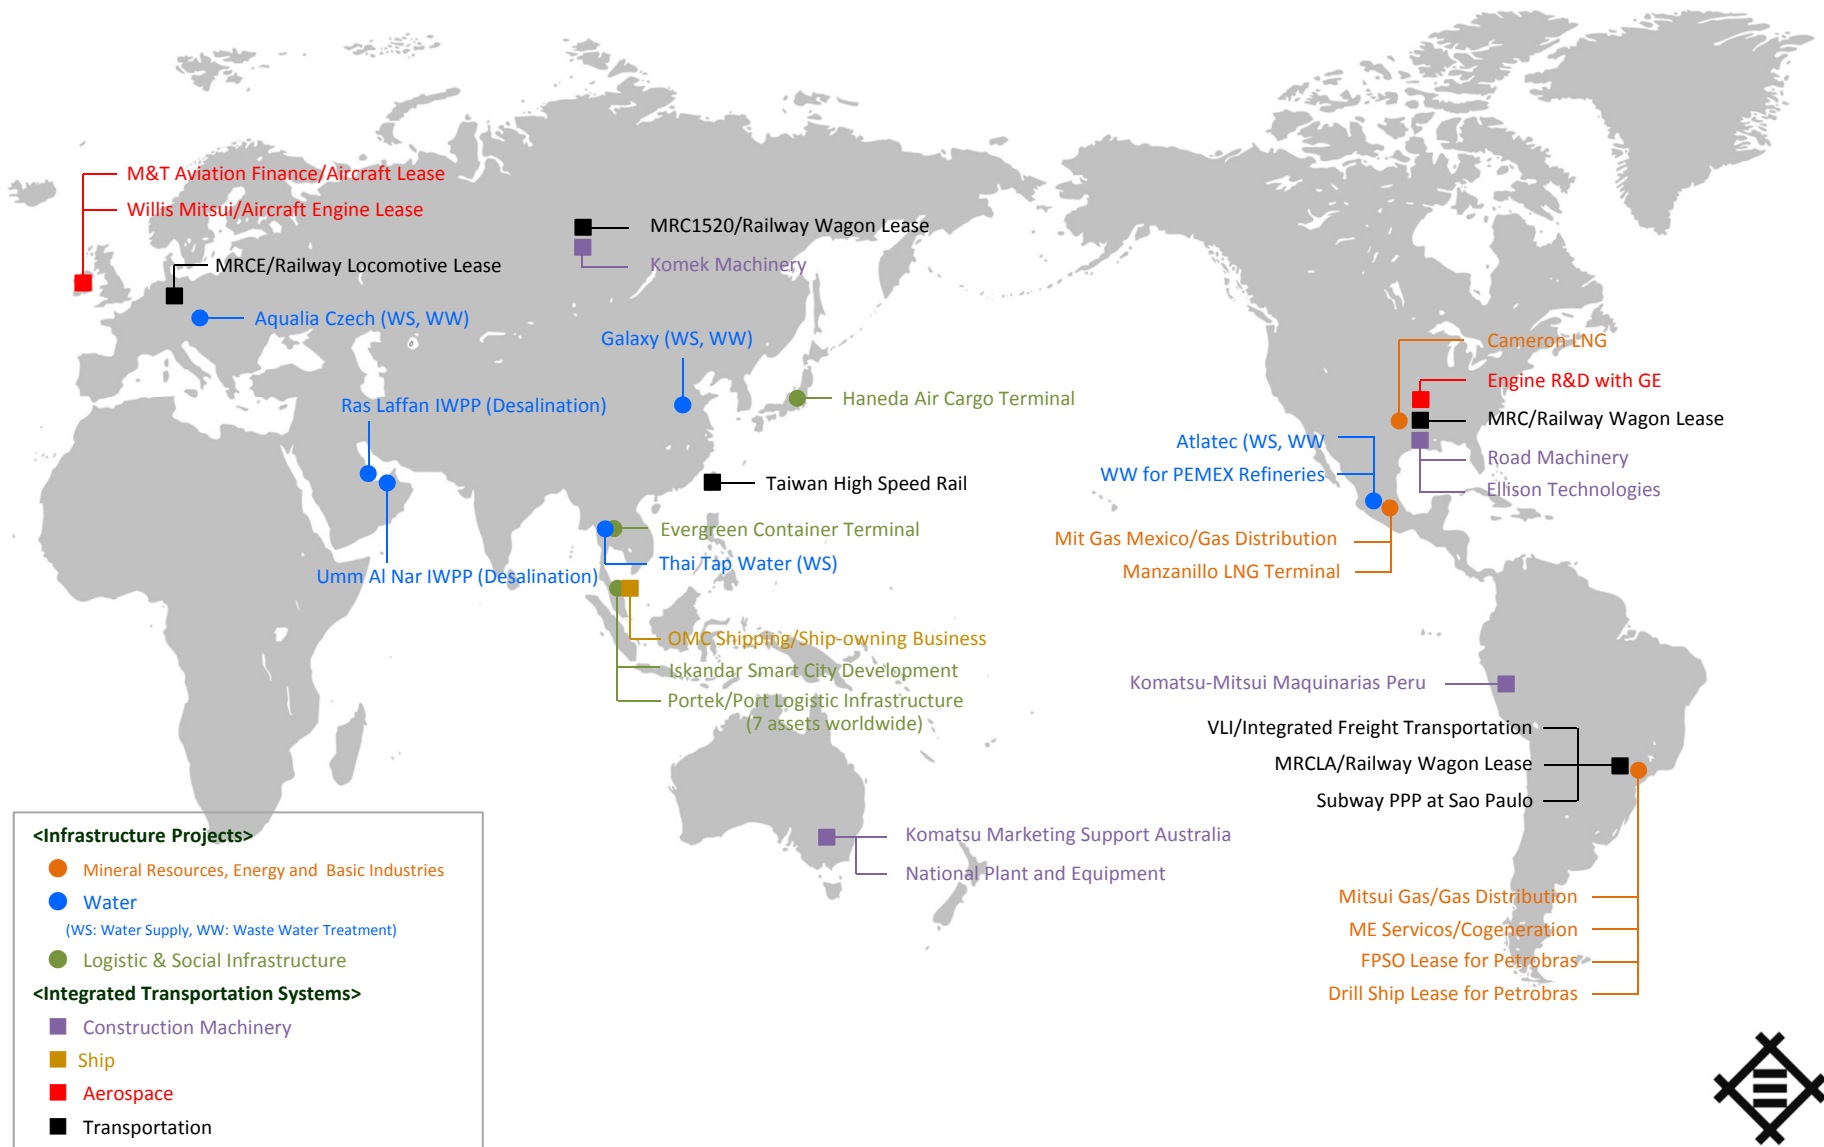 M&T Aviation Finance/Aircraft Lease
Willis Mitsui/Aircraft Engine Lease
MRCE/Railway Locomotive Lease
Aqualia Czech (WS, WW)
MRC1520/Railway Wagon Lease
Komek Machinery
Galaxy (WS, WW)
Ras Laffan IWPP (Desalination)
Haneda Air Cargo Terminal
Taiwan High Speed Rail
Evergreen Container Terminal
Thai Tap Water (WS)
Umm Al Nar IWPP (Desalination)
OMC Shipping/Ship-owning Business
Iskandar Smart City Development
Portek/Port Logistic Infrastructure
(7 assets worldwide)
Komatsu Marketing Support Australia
National Plant and Equipment
Cameron LNG
Engine R&D with GE
MRC/Railway Wagon Lease
Road Machinery
Ellison Technologies
Atlatec (WS, WW
WW for PEMEX Refineries
Mit Gas Mexico/Gas Distribution
Manzanillo LNG Terminal
Komatsu-Mitsui Maquinarias Peru
VLI/Integrated Freight Transportation
MRCLA/Railway Wagon Lease
Subway PPP at Sao Paulo
Mitsui Gas/Gas Distribution
ME Servicos/Cogeneration
FPSO Lease for Petrobras
Drill Ship Lease for Petrobras
<Infrastructure Projects>
Mineral Resources, Energy and Basic Industries
Water
(WS: Water Supply, WW: Waste Water Treatment)
Logistic & Social Infrastructure
<Integrated Transportation Systems>
Construction Machinery
Ship
Aerospace
Transportation